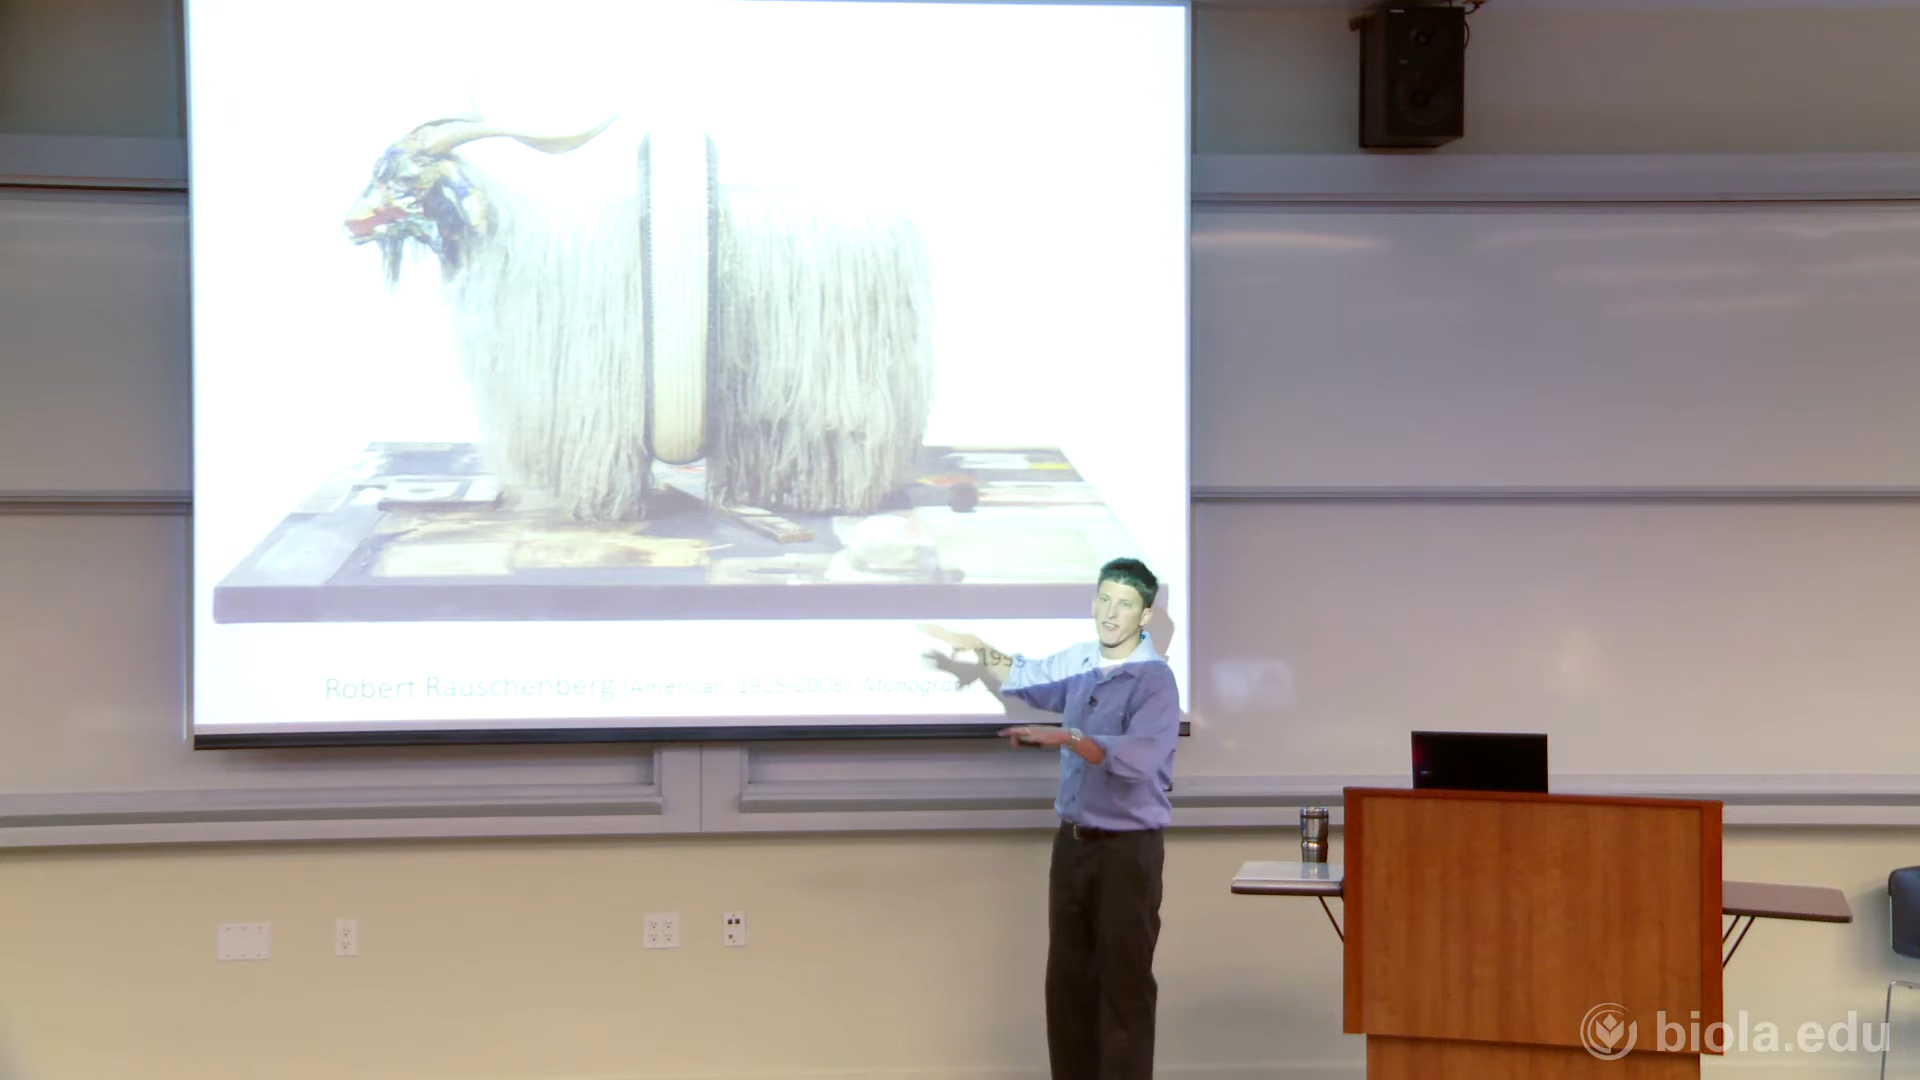 Robert Rauschenberg (American, 1925-2008), Monogram, 1955
biola.edu